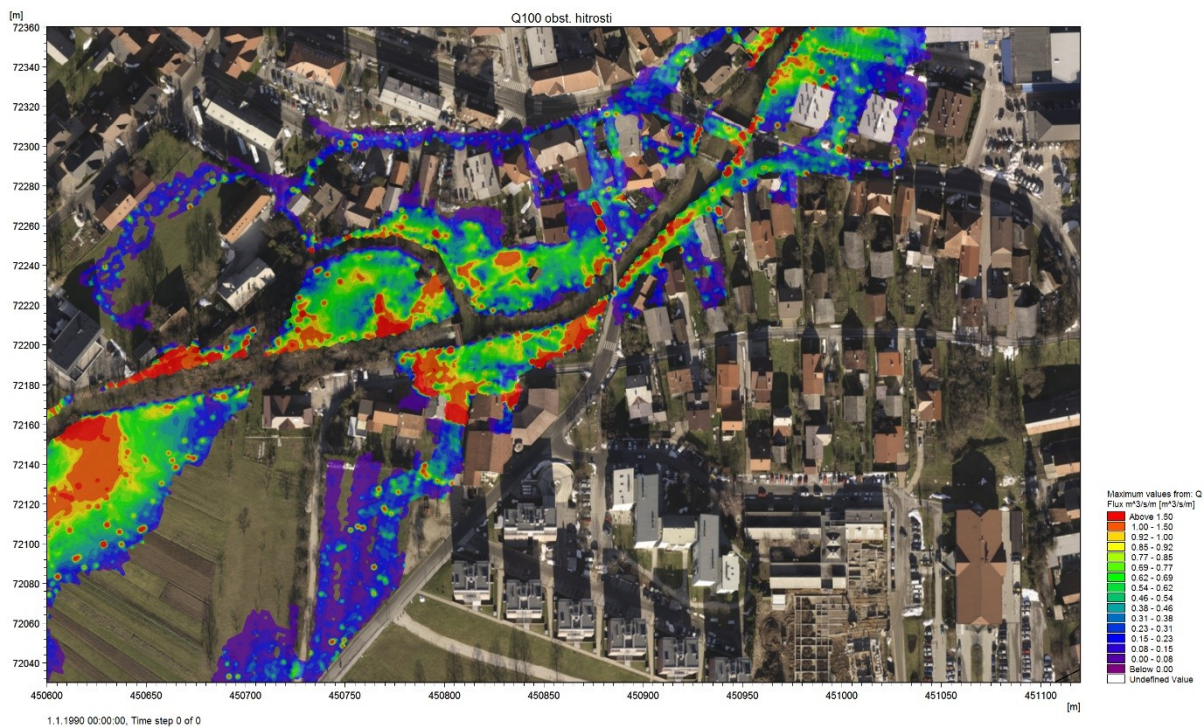 Q100 obst. hitrosti
[m]
72360
72340
72320
72300
72280
72260
72240
72220
72200
72180
72160
72140
72120
72100
72080
72060
72040
450600
450650
450700
450750
450800
450850
450900
450950
451000
451050
451100
[m]
1.1.1990 00:00:00, Time step 0 of 0
Maximum values from: Q
Flux m^3/s/m [m^3/s/m]
Above 1.50
1.00 - 1.50
0.92 - 1.00
0.85 - 0.92
0.77 - 0.85
0.69 - 0.77
0.62 - 0.69
0.54 - 0.62
0.46 - 0.54
0.38 - 0.46
0.31 - 0.38
0.23 - 0.31
0.15 - 0.23
0.08 - 0.15
0.00 - 0.08
Below 0.00
Undefined Value